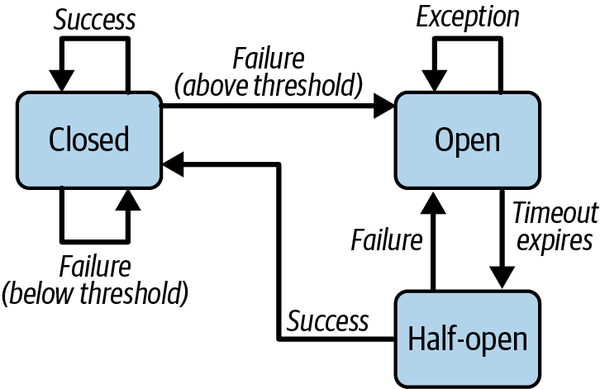 Success
Exception
Failure
(above threshold)
Closed
Open
Failure
(below threshold)
Failure
Timeout
expires
Success
Half-open